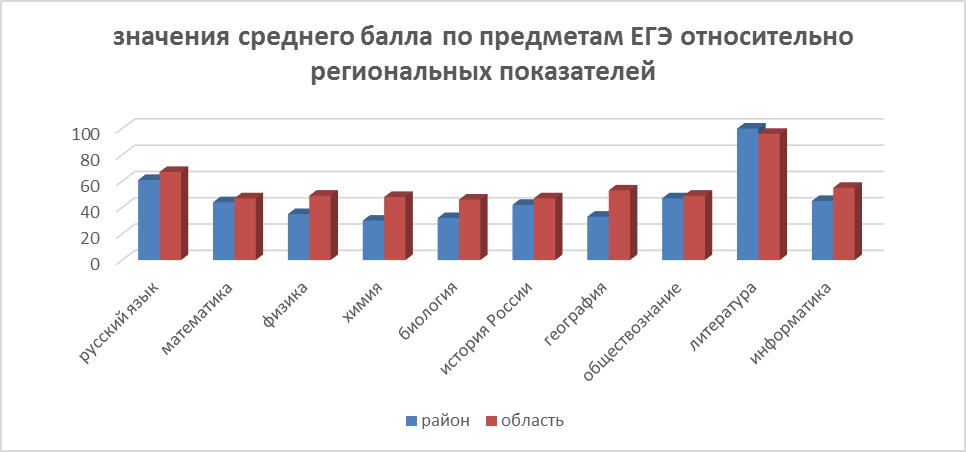 значения среднего балла по предметам ЕГЭ относительно
региональных показателей
100
80
60
40
20
0
русский язык
математика
физика
химия
биология
история России
география
обществознание
литература
информатика
район
область